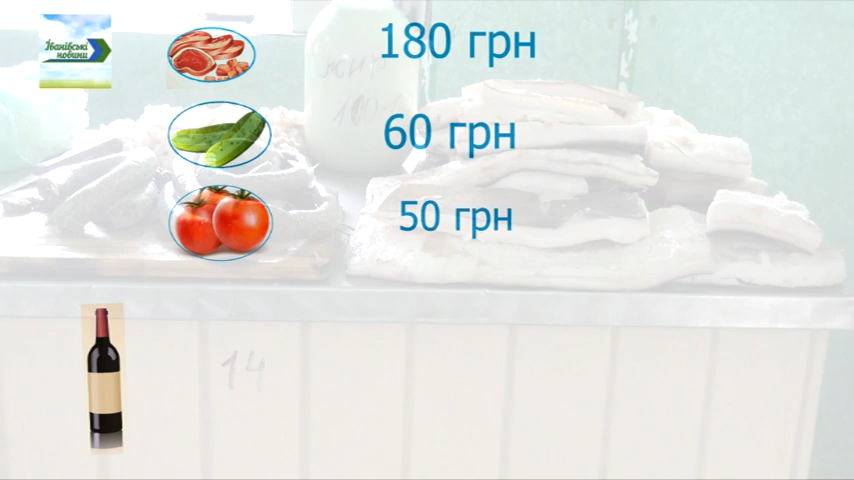 Іванівські
новини
180 грн
60 грн
50 грн
14